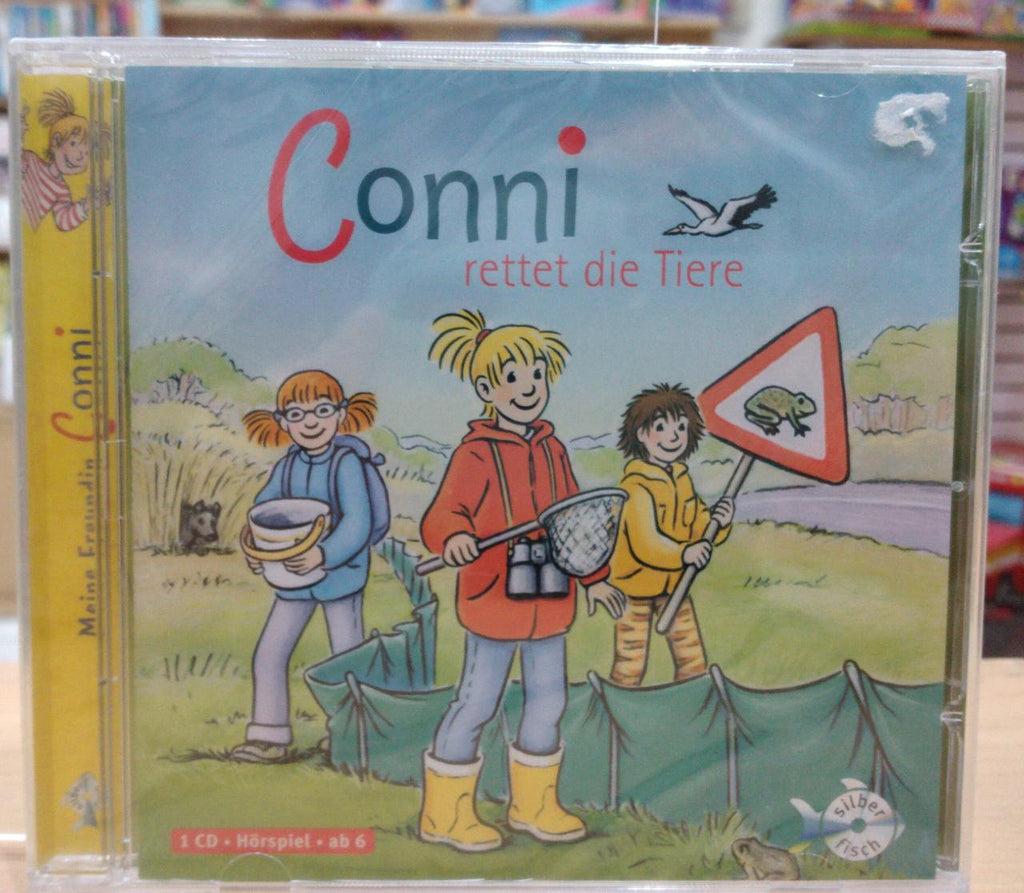 Conni
rettet die Tiere
Meine Freundin Conni
1 CD • Hörspiel • ab 6
silber
fisch